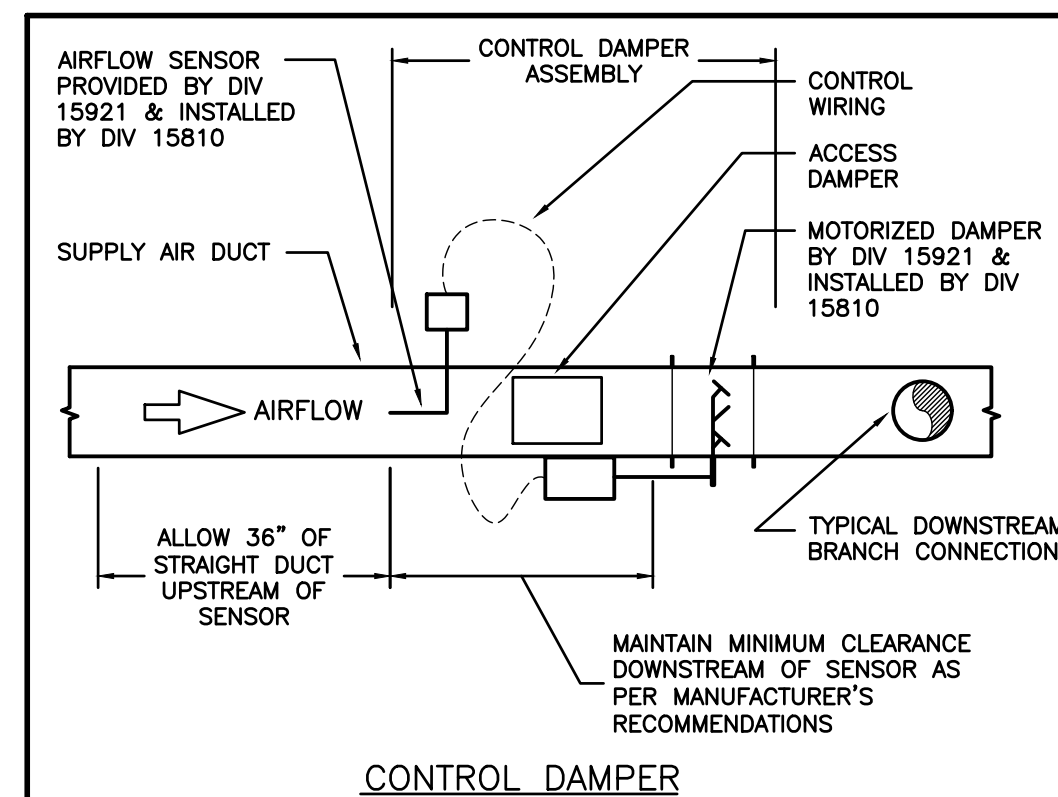 AIRFLOW SENSOR
PROVIDED BY DIV
15921 & INSTALLED
BY DIV 15810
CONTROL DAMPER
ASSEMBLY
CONTROL
WIRING
ACCESS
DAMPER
SUPPLY AIR DUCT
MOTORIZED DAMPER
BY DIV 15921 &
INSTALLED BY DIV
15810
AIRFLOW
ALLOW 36" OF
STRAIGHT DUCT
UPSTREAM OF
SENSOR
TYPICAL DOWNSTREAM
BRANCH CONNECTION
MAINTAIN MINIMUM CLEARANCE
DOWNSTREAM OF SENSOR AS
PER MANUFACTURER'S
RECOMMENDATIONS
CONTROL DAMPER